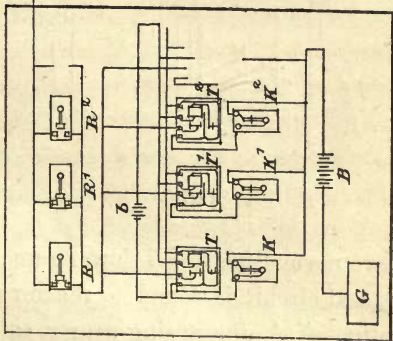 R R¹ R²
b
T T¹ T²
K K¹ K²
B
G